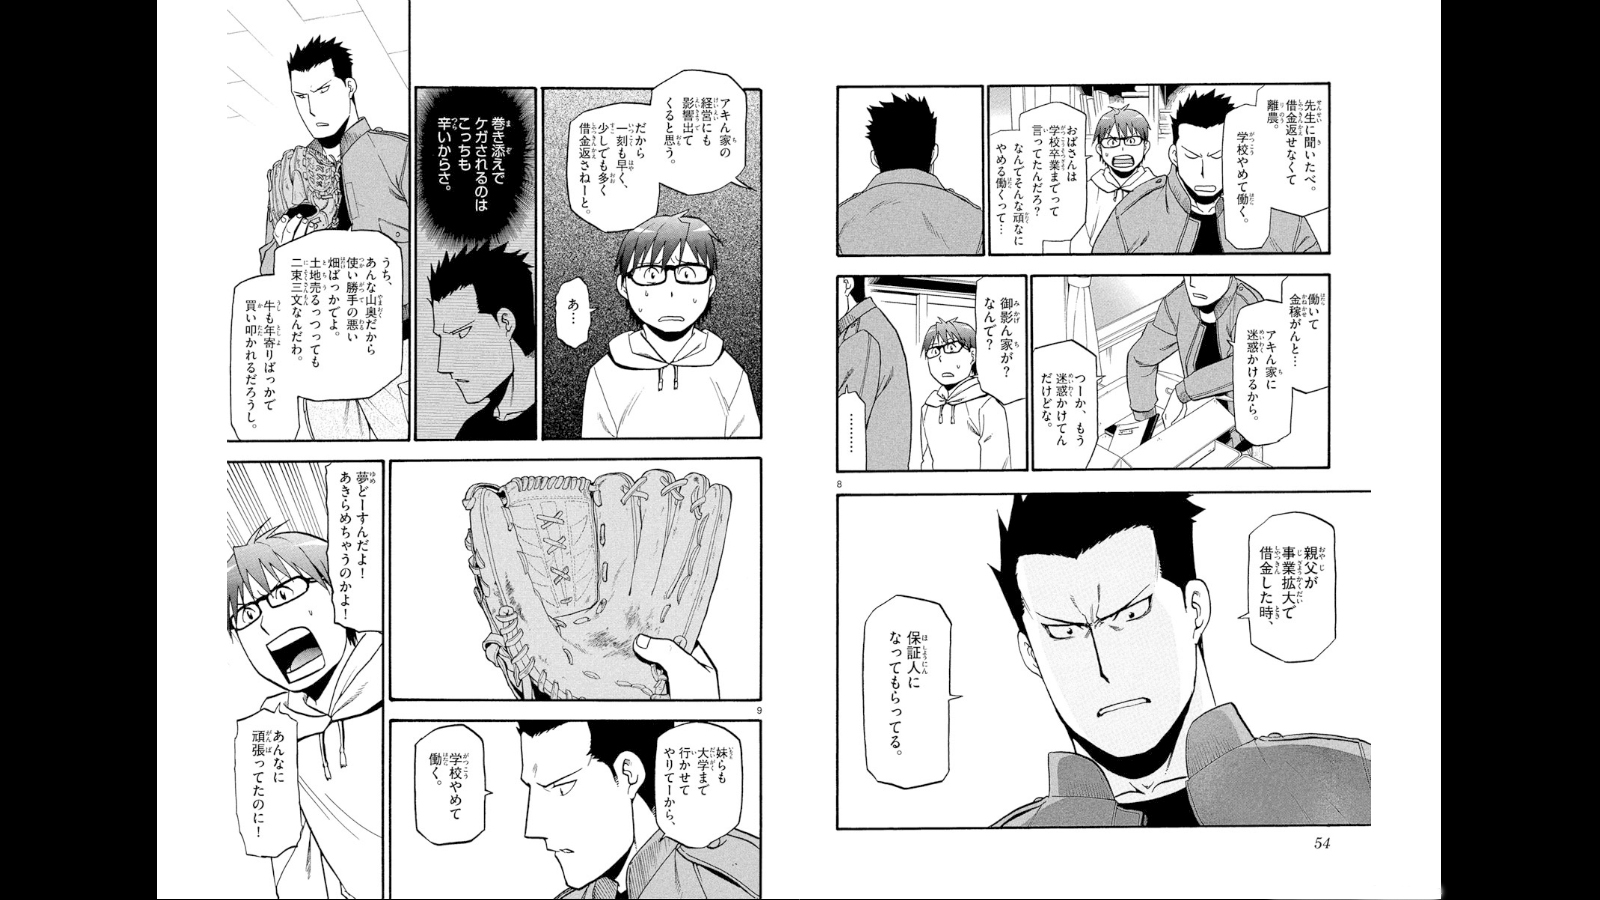 先生に聞いたべ。
借金返せなくて
離農。
学校やめて働く。
おばさんは
学校卒業までって
言ってたんだろ?
なんでそんな頑なに
やめる働くって…
働いて
金稼がんと…
アキん家に
迷惑かけるから。
つーか、もう
迷惑かけてん
だけどな。
御影ん家が?
なんで?
………
8
親父が
事業拡大で
借金した時、
保証人に
なってもらってる。
54
アキん家の
経営にも
影響出て
くると思う。
だから
一刻も早く、
少しでも多く
借金返さねーと。
あ…
巻き添えで
ケガされるのは
こっちも
辛いからさ。
うち、
あんな山奥だから
使い勝手の悪い
畑ばっかでよ。
土地売るっつっても
二束三文なんだわ。
牛も年寄りばっかで
買い叩かれるだろうし。
9
夢どーすんだよ!
あきらめちゃうのかよ!
あんなに
頑張ってたのに!
妹らも
大学まで
行かせて
やりてーから、
学校やめて
働く。